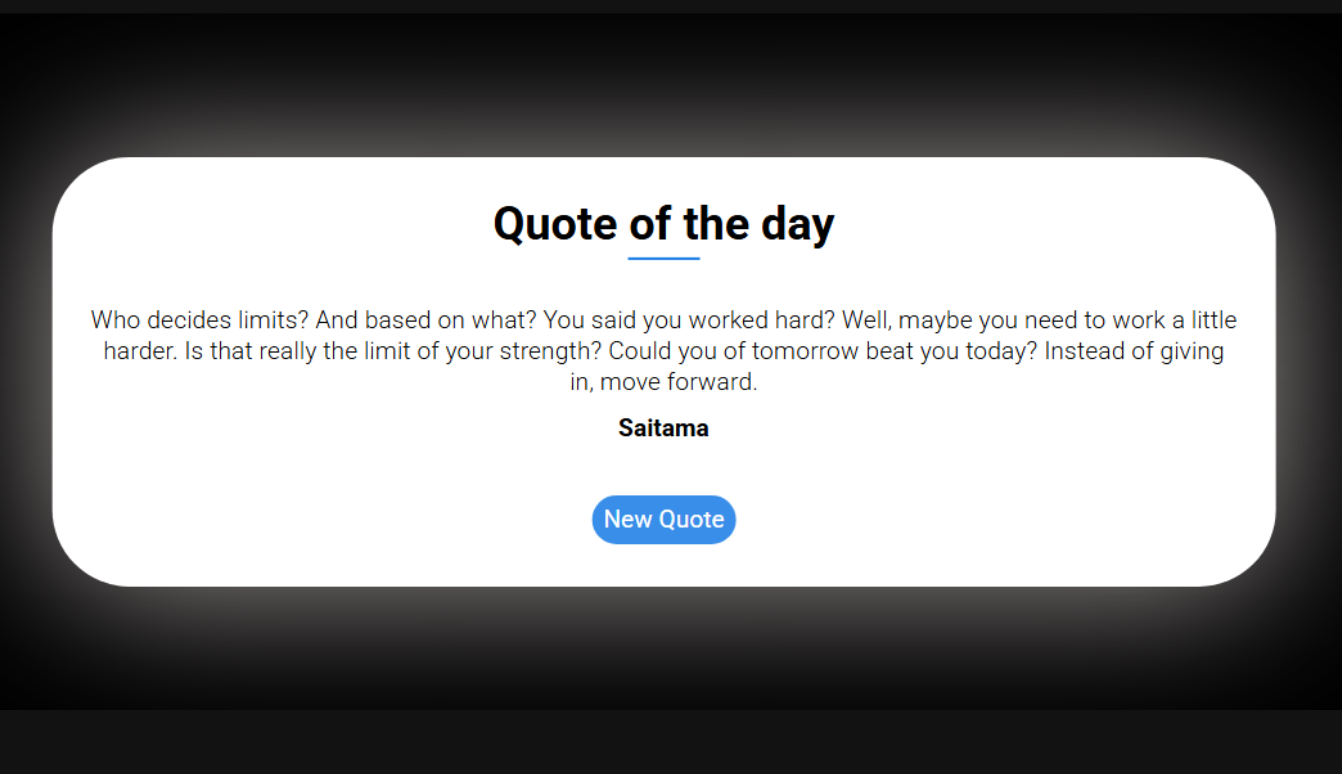 Quote of the day
Who decides limits? And based on what? You said you worked hard? Well, maybe you need to work a little
harder. Is that really the limit of your strength? Could you of tomorrow beat you today? Instead of giving
in, move forward.
Saitama
New Quote